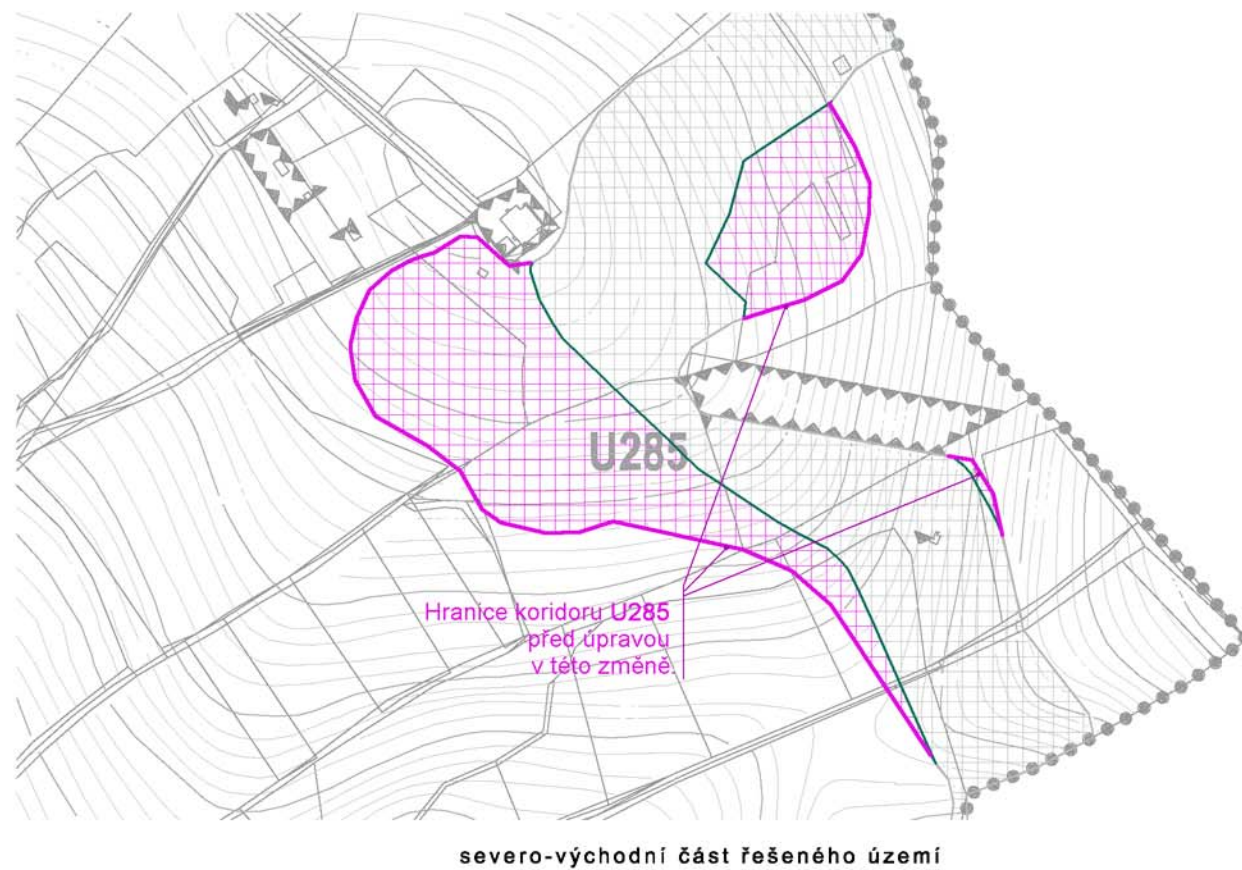 U285
Hranice koridoru U285
před úpravou
v této změně.
severo-východní část řešeného území